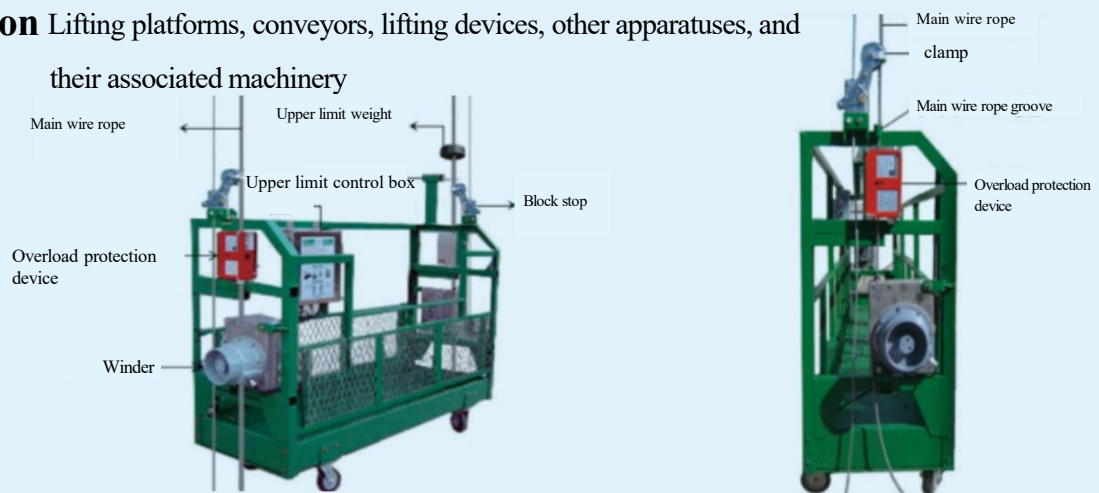 on Lifting platforms, conveyors, lifting devices, other apparatuses, and
their associated machinery
Main wire rope
Upper limit weight
Upper limit control box
Block stop
Overload protection
device
Winder
Main wire rope
clamp
Main wire rope groove
Overload protection
device